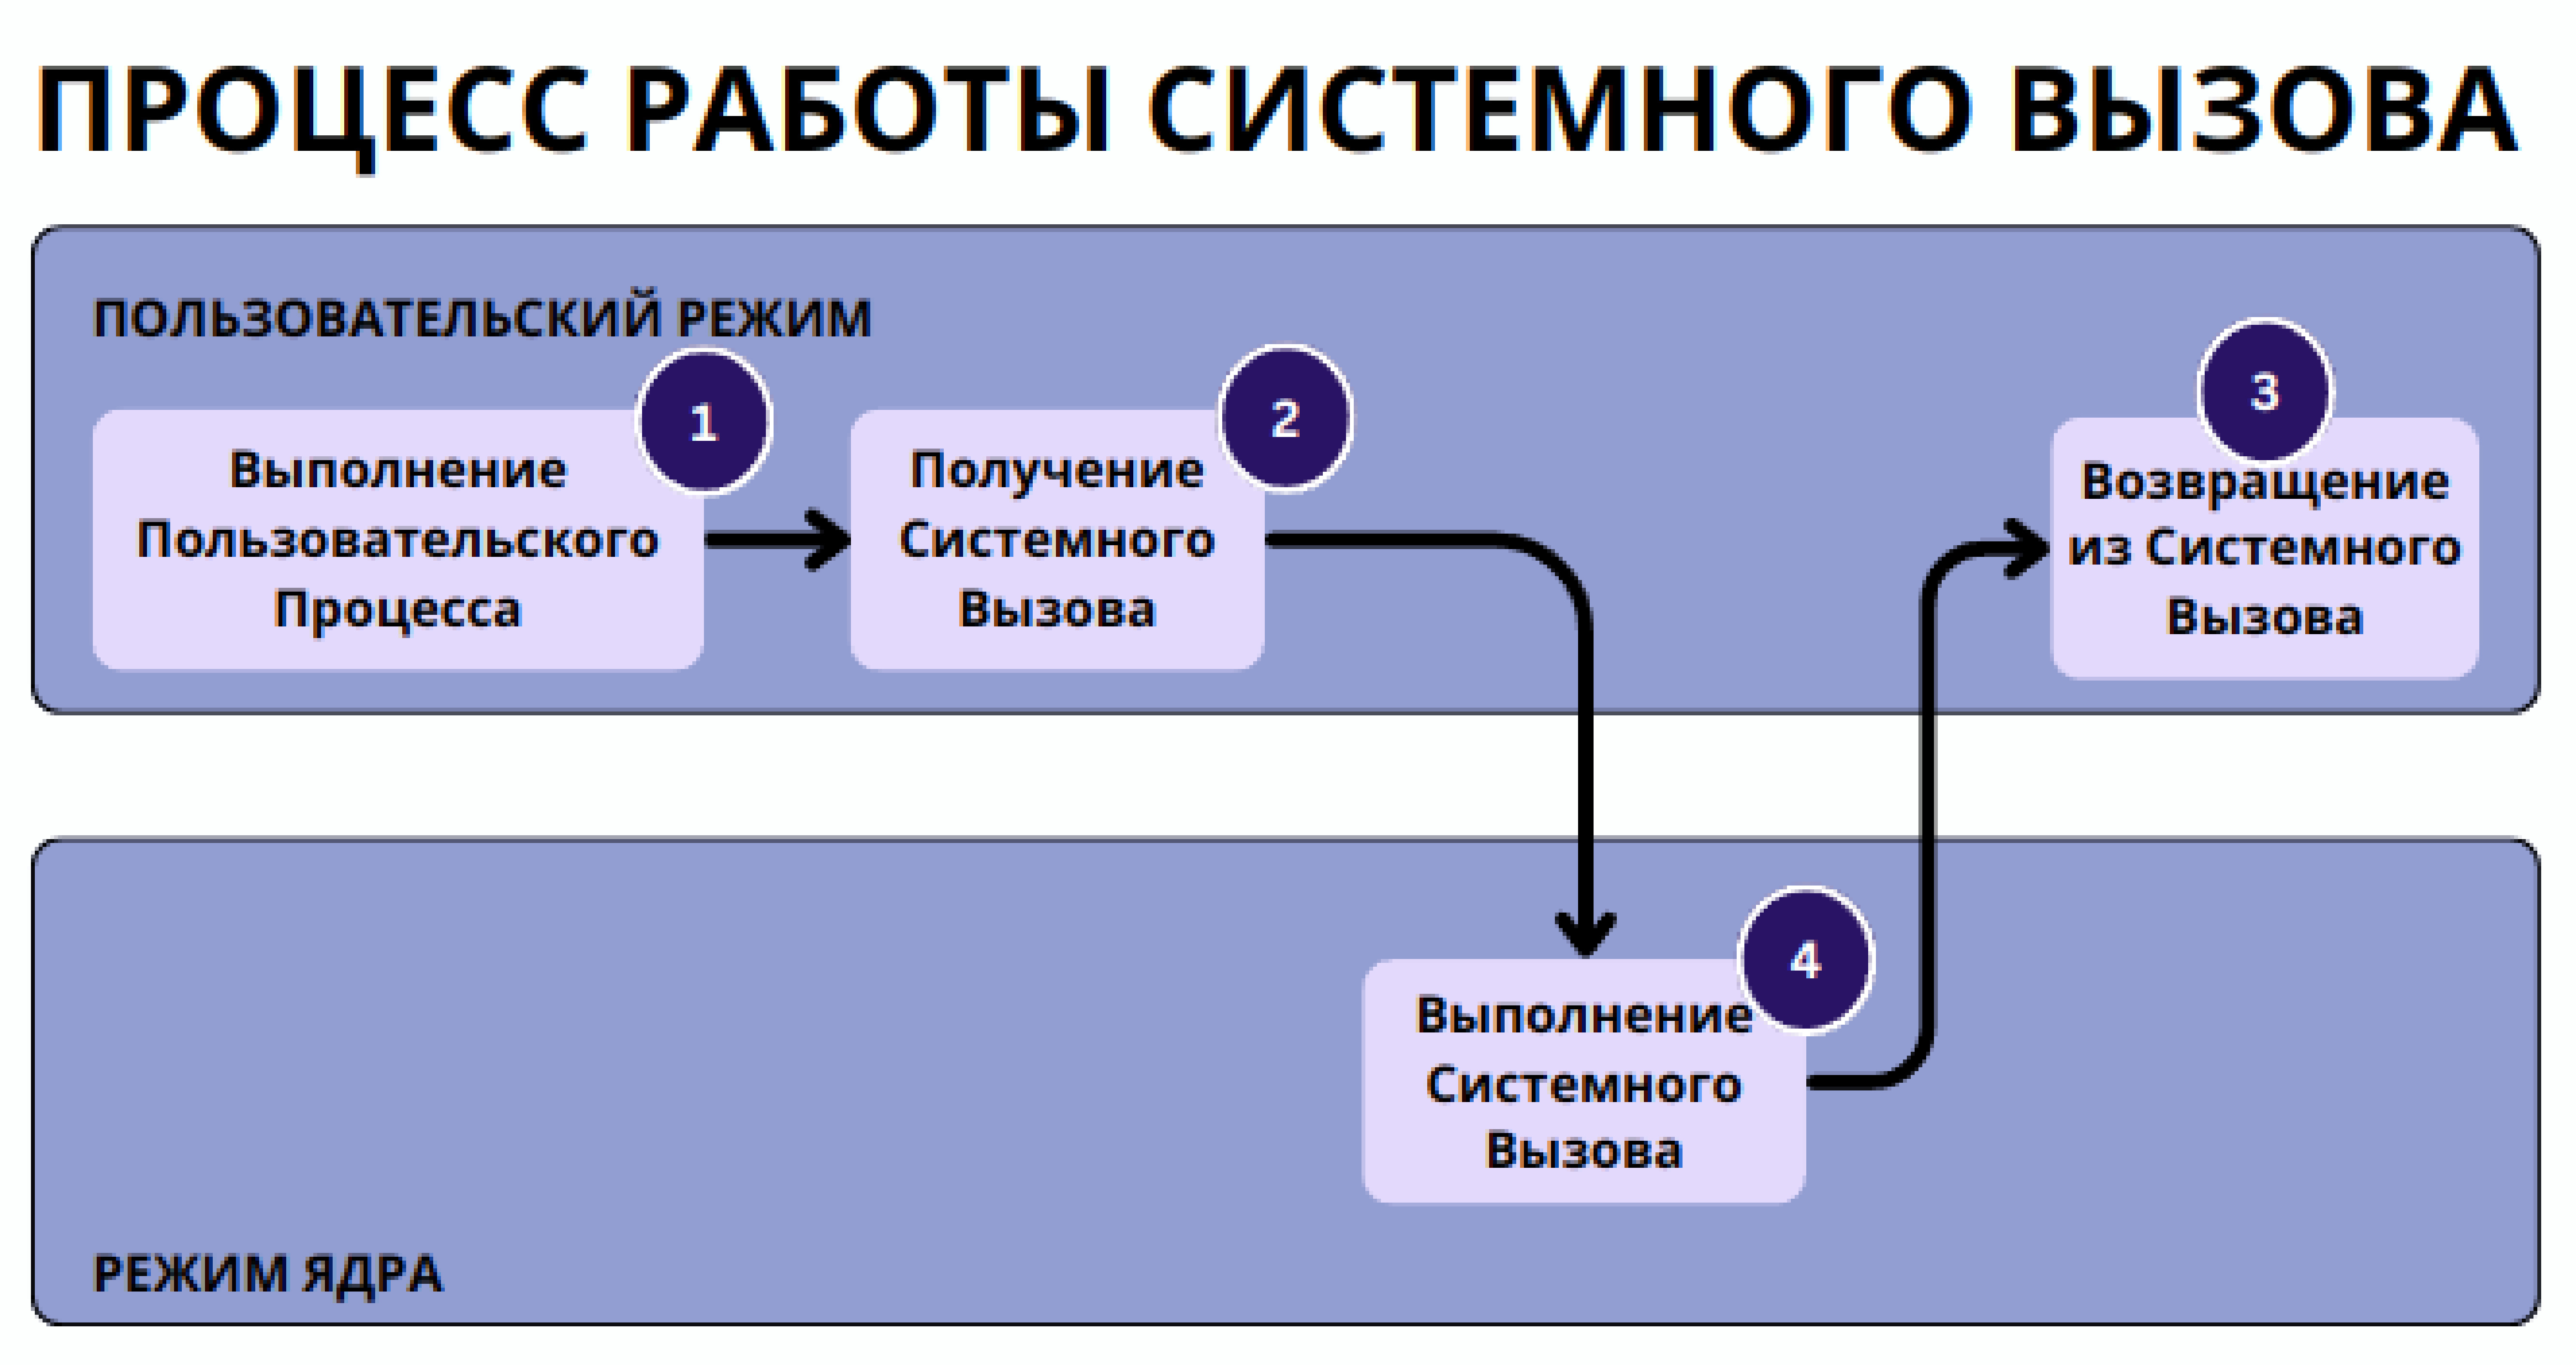 ПРОЦЕСС РАБОТЫ СИСТЕМНОГО ВЫЗОВА
ПОЛЬЗОВАТЕЛЬСКИЙ РЕЖИМ
1
Выполнение
Пользовательского
Процесса
2
Получение
Системного
Вызова
3
Возвращение
из Системного
Вызова
4
Выполнение
Системного
Вызова
РЕЖИМ ЯДРА